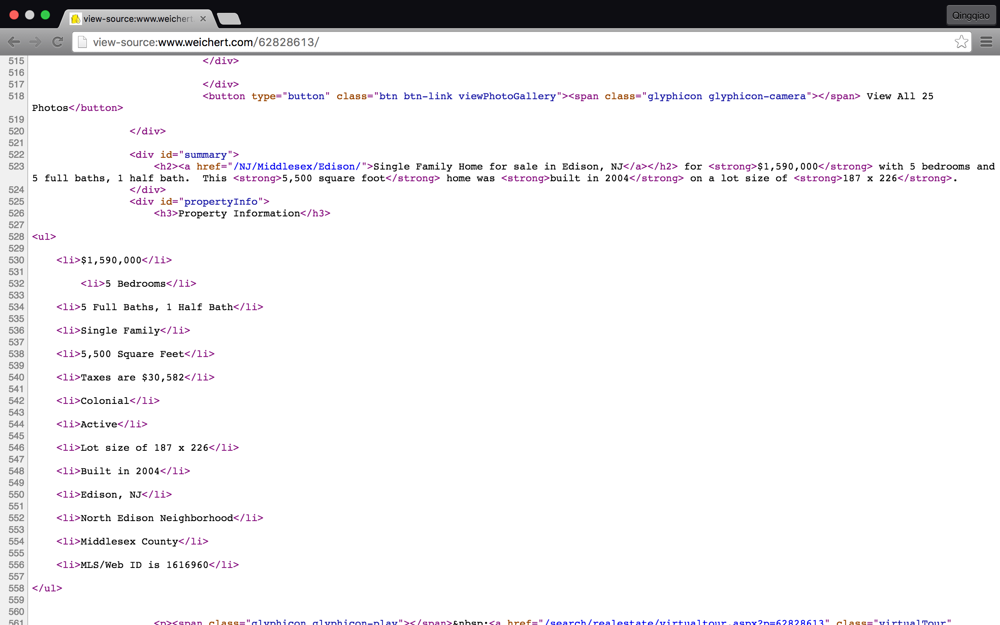 view-source:www.weichert.
Qingqiao
view-source:www.weichert.com/62828613/
515 </div>
516
517 </div>
518 <button type="button" class="btn btn-link viewPhotoGallery"><span class="glyphicon glyphicon-camera"></span> View All 25
Photos</button>
519
520 </div>
521
522 <div id="summary">
523 <h2><a href="/NJ/Middlesex/Edison/">Single Family Home for sale in Edison, NJ</a></h2> for <strong>$1,590,000</strong> with 5 bedrooms and
5 full baths, 1 half bath.  This <strong>5,500 square foot</strong> home was <strong>built in 2004</strong> on a lot size of <strong>187 x 226</strong>.
524 </div>
525 <div id="propertyInfo">
526 <h3>Property Information</h3>
527
528 <ul>
529
530 <li>$1,590,000</li>
531
532 <li>5 Bedrooms</li>
533
534 <li>5 Full Baths, 1 Half Bath</li>
535
536 <li>Single Family</li>
537
538 <li>5,500 Square Feet</li>
539
540 <li>Taxes are $30,582</li>
541
542 <li>Colonial</li>
543
544 <li>Active</li>
545
546 <li>Lot size of 187 x 226</li>
547
548 <li>Built in 2004</li>
549
550 <li>Edison, NJ</li>
551
552 <li>North Edison Neighborhood</li>
553
554 <li>Middlesex County</li>
555
556 <li>MLS/Web ID is 1616960</li>
557
558 </ul>
559
560
561 <p><span class="glyphicon glyphicon-play"></span>&nbsp;<a href="/search/realestate/virtualtour.aspx?p=62828613" class="virtualTour"